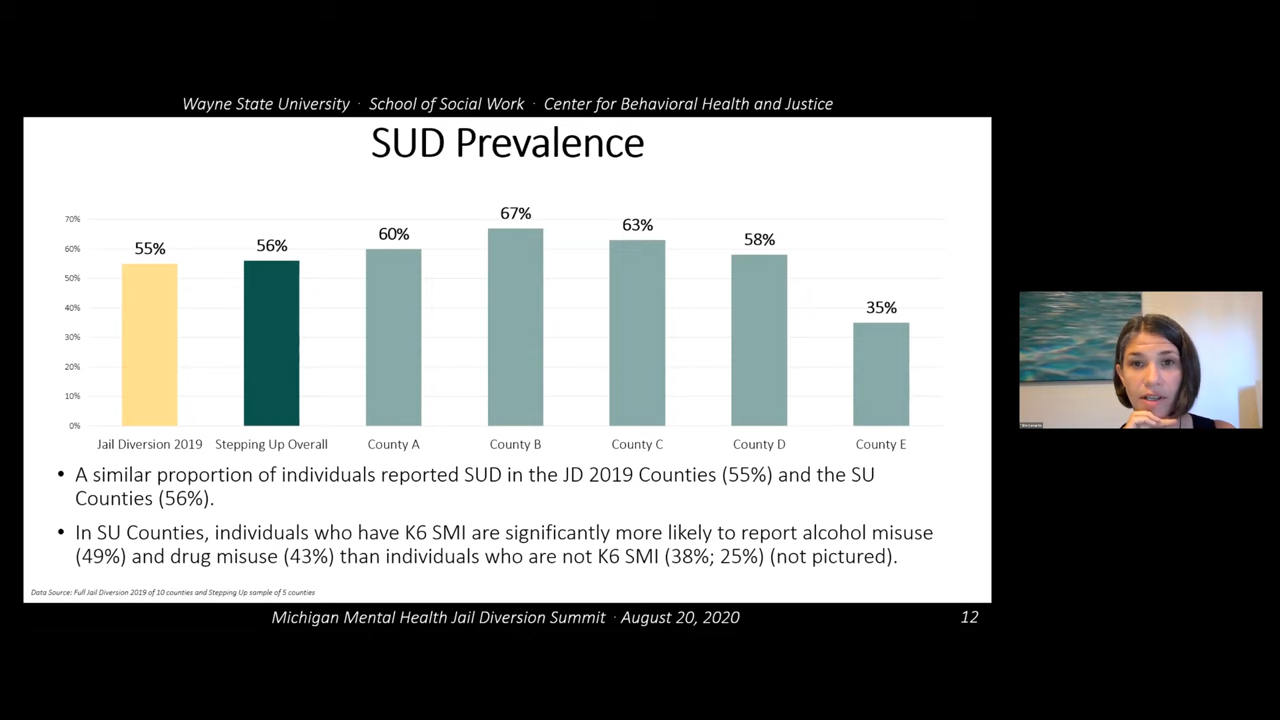 Wayne State University · School of Social Work · Center for Behavioral Health and Justice
SUD Prevalence
70%
60%
50%
40%
30%
20%
10%
0%
55%
56%
60%
67%
63%
58%
35%
Jail Diversion 2019
Stepping Up Overall
County A
County B
County C
County D
County E
• A similar proportion of individuals reported SUD in the JD 2019 Counties (55%) and the SU
Counties (56%).
• In SU Counties, individuals who have K6 SMI are significantly more likely to report alcohol misuse
(49%) and drug misuse (43%) than individuals who are not K6 SMI (38%; 25%) (not pictured).
Data Source: Full Jail Diversion 2019 of 10 counties and Stepping Up sample of 5 counties
Michigan Mental Health Jail Diversion Summit · August 20, 2020
12